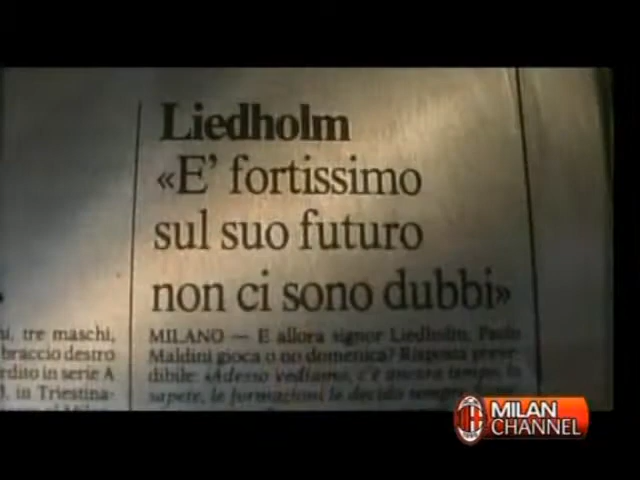 Liedholm
«E' fortissimo
sul suo futuro
non ci sono dubbi»
MILANO — E allora signor Liedholm, Paolo
Maldini gioca o no domenica? Risposta preve-
dibile: «Adesso vediamo, c'è ancora tempo, lo
sapete, le formazioni le decido sempre
ni, tre maschi,
braccio destro
rdito in serie A
), in Triestina-
MILAN
CHANNEL